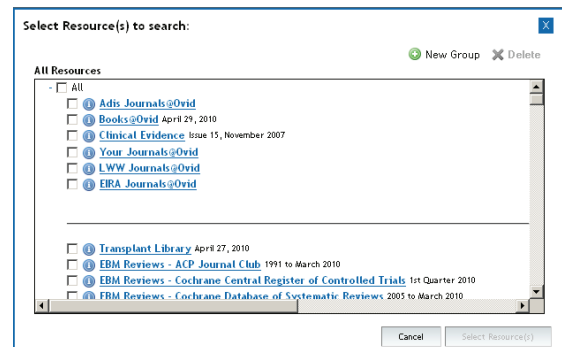 Select Resource(s) to search:
X
New Group Delete
All Resources
- All
Adis Journals@Ovid
Books@Ovid April 29, 2010
Clinical Evidence Issue 15, November 2007
Your Journals@Ovid
LWW Journals@Ovid
EIRA Journals@Ovid
Transplant Library April 27, 2010
EBM Reviews - ACP Journal Club 1991 to March 2010
EBM Reviews - Cochrane Central Register of Controlled Trials 1st Quarter 2010
EBM Reviews - Cochrane Database of Systematic Reviews 2005 to March 2010
Cancel Select Resource(s)